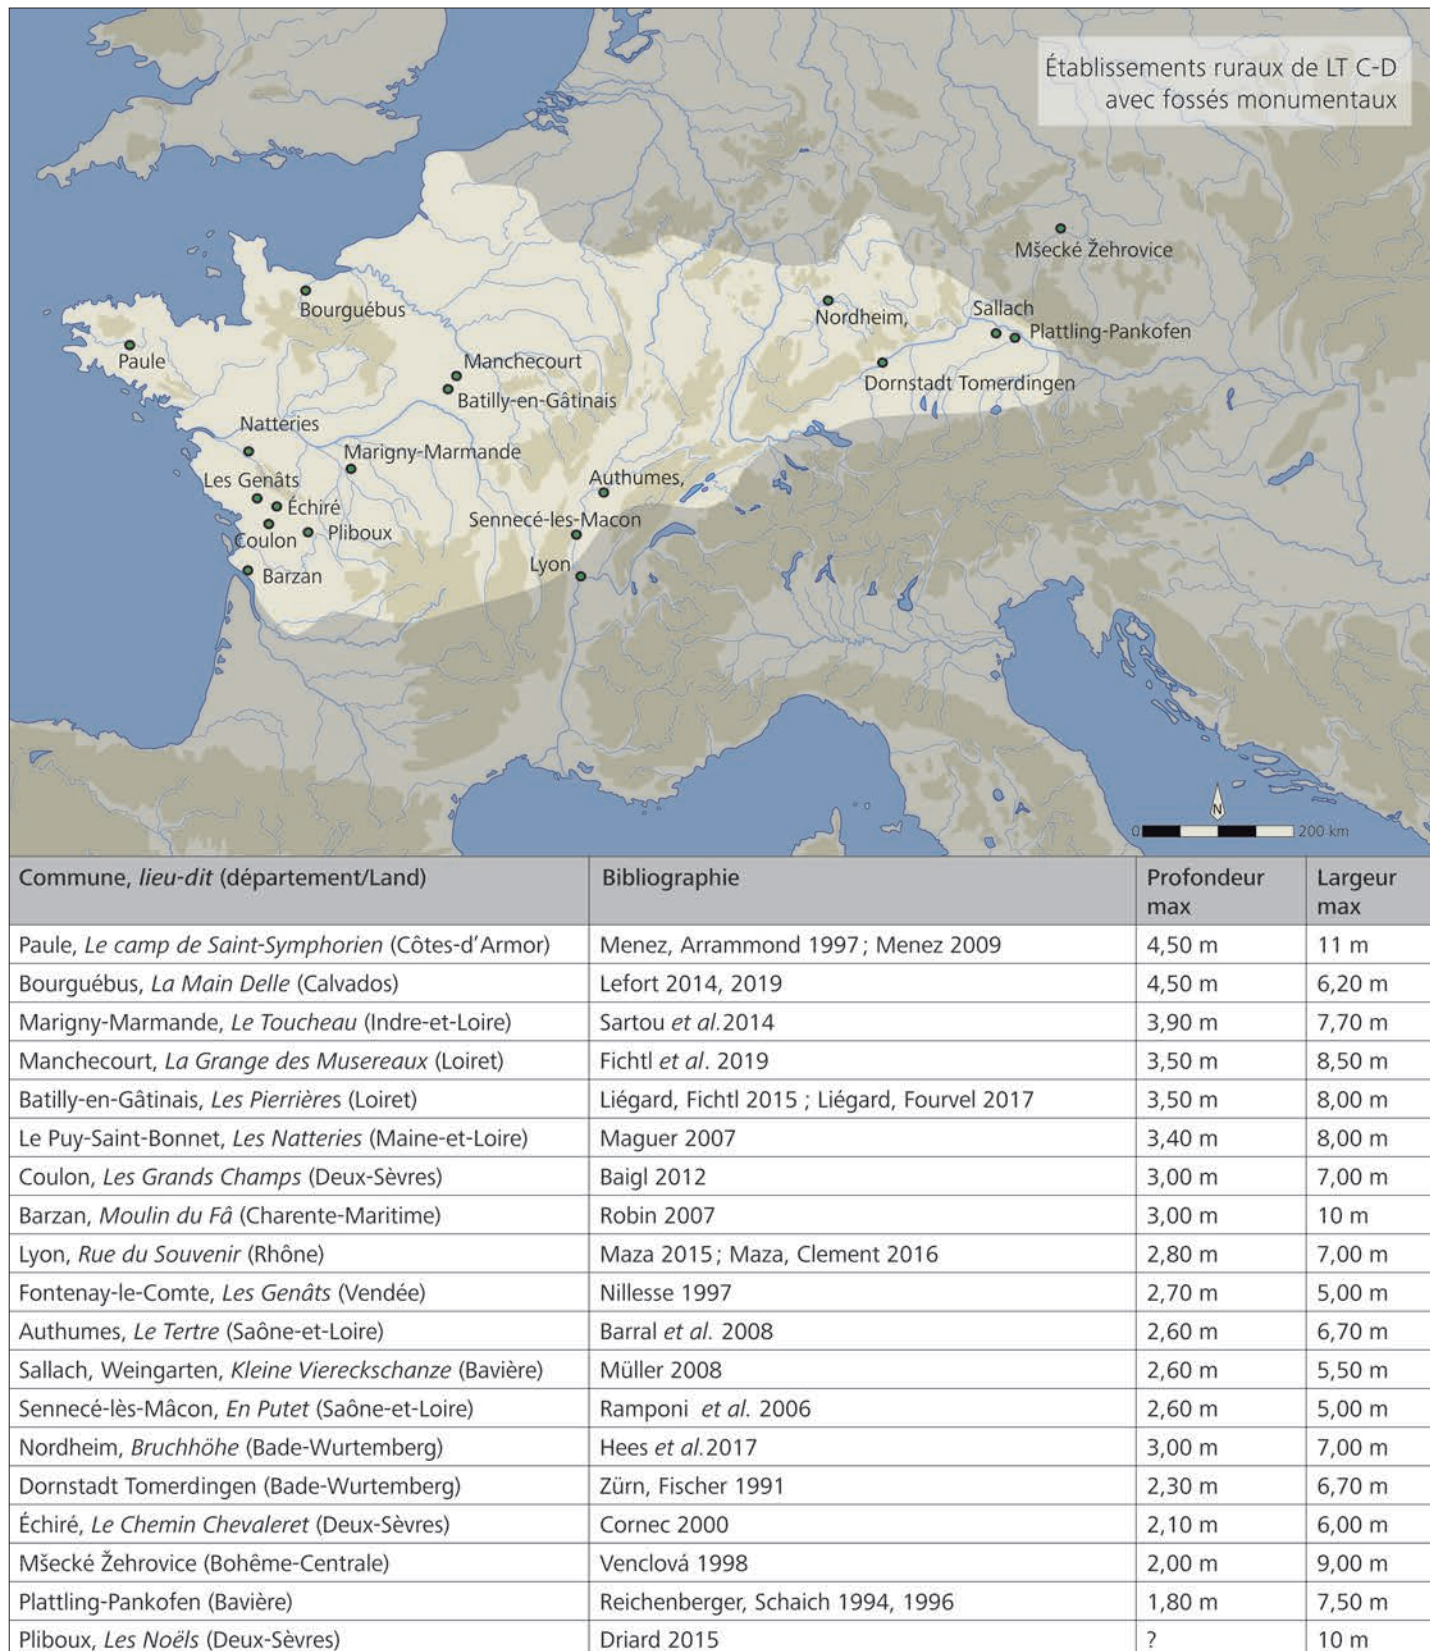 Établissements ruraux de LT C-D
avec fossés monumentaux
Mšecké Žehrovice
Bourguébus
Nordheim,
Sallach
Plattling-Pankofen
Paule
Manchecourt
Dornstadt Tomerdingen
Batilly-en-Gâtinais
Natteries
Marigny-Marmande
Les Genâts
Authumes,
Échiré
Sennecé-les-Macon
Coulon
Pliboux
Lyon
Barzan
N
0 200 km
Commune, lieu-dit (département/Land) Bibliographie Profondeur max Largeur max
Paule, Le camp de Saint-Symphorien (Côtes-d'Armor) Menez, Arrammond 1997; Menez 2009 4,50 m 11 m
Bourguébus, La Main Delle (Calvados) Lefort 2014, 2019 4,50 m 6,20 m
Marigny-Marmande, Le Toucheau (Indre-et-Loire) Sartou et al.2014 3,90 m 7,70 m
Manchecourt, La Grange des Musereaux (Loiret) Fichtl et al. 2019 3,50 m 8,50 m
Batilly-en-Gâtinais, Les Pierrières (Loiret) Liégard, Fichtl 2015 ; Liégard, Fourvel 2017 3,50 m 8,00 m
Le Puy-Saint-Bonnet, Les Natteries (Maine-et-Loire) Maguer 2007 3,40 m 8,00 m
Coulon, Les Grands Champs (Deux-Sèvres) Baigl 2012 3,00 m 7,00 m
Barzan, Moulin du Fâ (Charente-Maritime) Robin 2007 3,00 m 10 m
Lyon, Rue du Souvenir (Rhône) Maza 2015; Maza, Clement 2016 2,80 m 7,00 m
Fontenay-le-Comte, Les Genâts (Vendée) Nillesse 1997 2,70 m 5,00 m
Authumes, Le Tertre (Saône-et-Loire) Barral et al. 2008 2,60 m 6,70 m
Sallach, Weingarten, Kleine Viereckschanze (Bavière) Müller 2008 2,60 m 5,50 m
Sennecé-lès-Mâcon, En Putet (Saône-et-Loire) Ramponi et al. 2006 2,60 m 5,00 m
Nordheim, Bruchhöhe (Bade-Wurtemberg) Hees et al.2017 3,00 m 7,00 m
Dornstadt Tomerdingen (Bade-Wurtemberg) Zürn, Fischer 1991 2,30 m 6,70 m
Échiré, Le Chemin Chevaleret (Deux-Sèvres) Cornec 2000 2,10 m 6,00 m
Mšecké Žehrovice (Bohême-Centrale) Venclová 1998 2,00 m 9,00 m
Plattling-Pankofen (Bavière) Reichenberger, Schaich 1994, 1996 1,80 m 7,50 m
Pliboux, Les Noëls (Deux-Sèvres) Driard 2015 ? 10 m